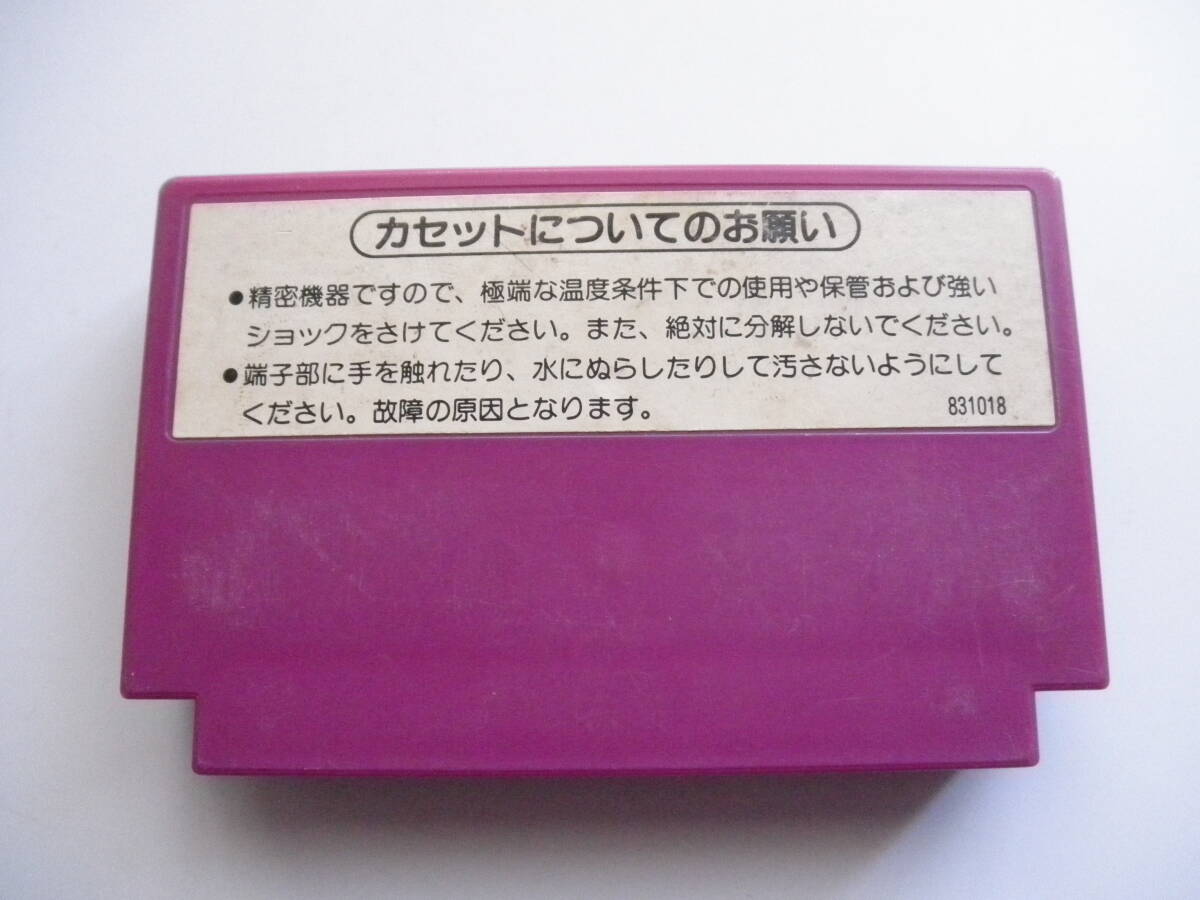 カセットについてのお願い
●精密機器ですので、極端な温度条件下での使用や保管および強い
ショックをさけてください。また、絶対に分解しないでください。
●端子部に手を触れたり、水にぬらしたりして汚さないようにして
ください。故障の原因となります。
831018